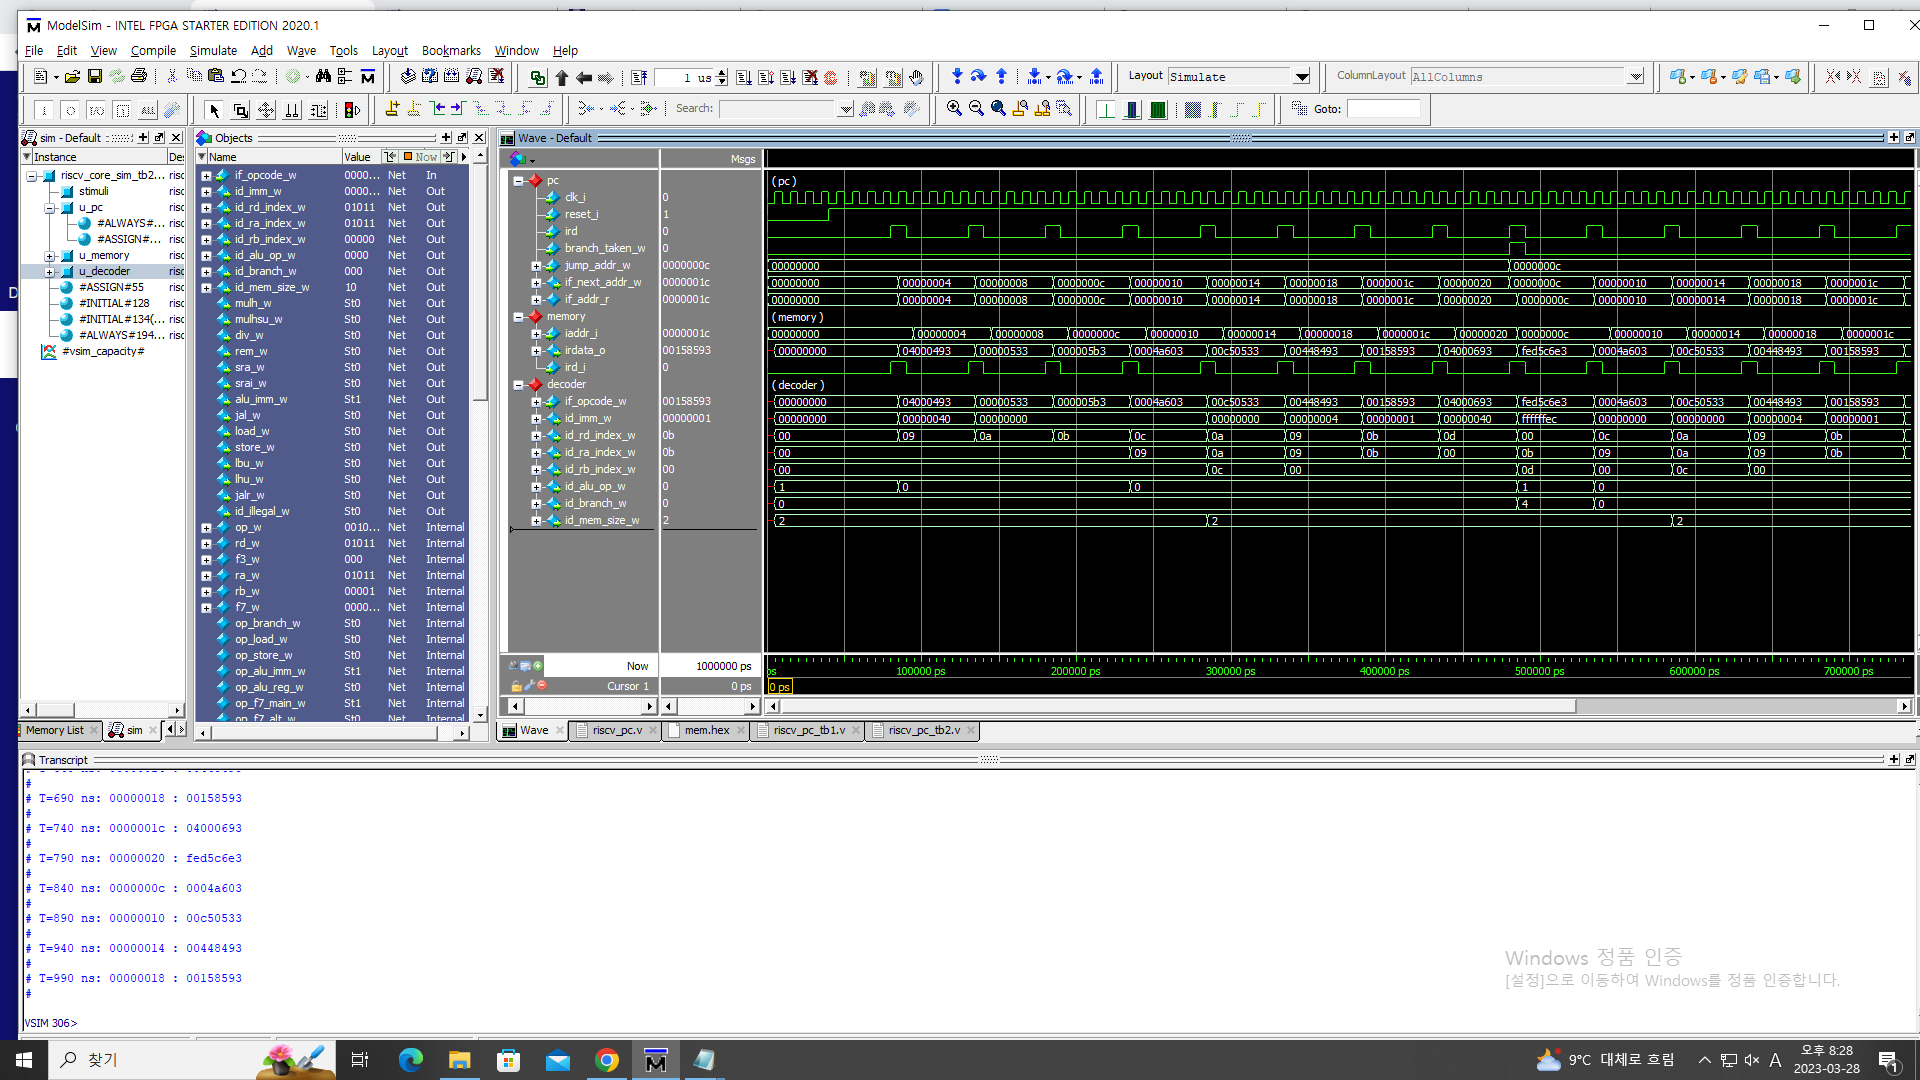 ModelSim - INTEL FPGA STARTER EDITION 2020.1
File Edit View Compile Simulate Add Wave Tools Layout Bookmarks Window Help
1 us
Layout Simulate
ColumnLayout AllColumns
Search:
Goto:
sim - Default
Instance
riscv_core_sim_tb2...
stimuli
u_pc
#ALWAYS#...
#ASSIGN#...
u_memory
u_decoder
#ASSIGN#55
#INITIAL#128
#INITIAL#134(...
#ALWAYS#194...
#vsim_capacity#
Memory List
sim
Objects
Name Value Now
if_opcode_w 0000... Net In
id_imm_w 0000... Net Out
id_rd_index_w 01011 Net Out
id_ra_index_w 01011 Net Out
id_rb_index_w 00000 Net Out
id_alu_op_w 0000 Net Out
id_branch_w 000 Net Out
id_mem_size_w 10 Net Out
mulh_w St0 Net Out
mulhsu_w St0 Net Out
div_w St0 Net Out
rem_w St0 Net Out
sra_w St0 Net Out
srai_w St0 Net Out
alu_imm_w St1 Net Out
jal_w St0 Net Out
load_w St0 Net Out
store_w St0 Net Out
lbu_w St0 Net Out
lhu_w St0 Net Out
jalr_w St0 Net Out
id_illegal_w St0 Net Out
op_w 0010... Net Internal
rd_w 01011 Net Internal
f3_w 000 Net Internal
ra_w 01011 Net Internal
rb_w 00001 Net Internal
f7_w 0000... Net Internal
op_branch_w St0 Net Internal
op_load_w St0 Net Internal
op_store_w St0 Net Internal
op_alu_imm_w St1 Net Internal
op_alu_reg_w St0 Net Internal
op_f7_main_w St1 Net Internal
op_f7_alt_w St0 Net Internal
Wave - Default
Msgs
pc (pc)
clk_i 0
reset_i 1
ird 0
branch_taken_w 0
jump_addr_w 0000000c 00000000 0000000c
if_next_addr_w 0000001c 00000000 00000004 00000008 0000000c 00000010 00000014 00000018 0000001c 00000020 0000000c 00000010 00000014 00000018 0000001c
if_addr_r 0000001c 00000000 00000004 00000008 0000000c 00000010 00000014 00000018 0000001c 00000020 0000000c 00000010 00000014 00000018 0000001c
memory (memory)
iaddr_i 0000001c 00000000 00000004 00000008 0000000c 00000010 00000014 00000018 0000001c 00000020 0000000c 00000010 00000014 00000018 0000001c
irdata_o 00158593 00000000 04000493 00000533 000005b3 0004a603 00c50533 00448493 00158593 04000693 fed5c6e3 0004a603 00c50533 00448493 00158593
ird_i 0
decoder (decoder)
if_opcode_w 00158593 00000000 04000493 00000533 000005b3 0004a603 00c50533 00448493 00158593 04000693 fed5c6e3 0004a603 00c50533 00448493 00158593
id_imm_w 00000001 00000000 00000040 00000000 00000000 00000004 00000001 00000040 ffffffec 00000000 00000000 00000004 00000001
id_rd_index_w 0b 00 09 0a 0b 0c 0a 09 0b 0d 00 0c 0a 09 0b
id_ra_index_w 0b 00 09 0a 09 0b 00 0b 09 0a 09 0b
id_rb_index_w 00 00 0c 00 0d 00 0c 00
id_alu_op_w 0 1 0 0 1 0
id_branch_w 0 0 4 0
id_mem_size_w 2 2 2 2
Now 1000000 ps
Cursor 1 0 ps
ps 100000 ps 200000 ps 300000 ps 400000 ps 500000 ps 600000 ps 700000 ps
0 ps
Wave riscv_pc.v mem.hex riscv_pc_tb1.v riscv_pc_tb2.v
Transcript
#
# T=690 ns: 00000018 : 00158593
#
# T=740 ns: 0000001c : 04000693
#
# T=790 ns: 00000020 : fed5c6e3
#
# T=840 ns: 0000000c : 0004a603
#
# T=890 ns: 00000010 : 00c50533
#
# T=940 ns: 00000014 : 00448493
#
# T=990 ns: 00000018 : 00158593
#
VSIM 306>
Windows 정품 인증
[설정]으로 이동하여 Windows를 정품 인증합니다.
찾기
9°C 대체로 흐림
A
오후 8:28
2023-03-28
1